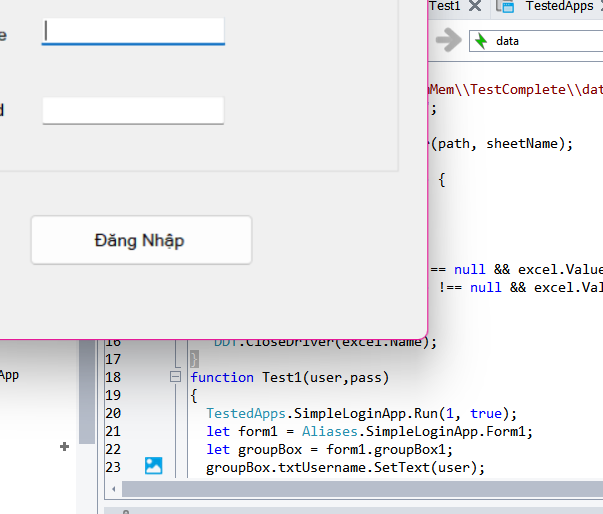 Test1
TestedApps
e
data
Mem\\TestComplete\\dat
d
;
(path, sheetName);
{
Đăng Nhập
== null && excel.Value
!== null && excel.Val
16 DDT.CloseDriver(excel.Name);
App
17 }
18 function Test1(user,pass)
19 {
20 TestedApps.SimpleLoginApp.Run(1, true);
21 let form1 = Aliases.SimpleLoginApp.Form1;
22 let groupBox = form1.groupBox1;
23 groupBox.txtUsername.SetText(user);